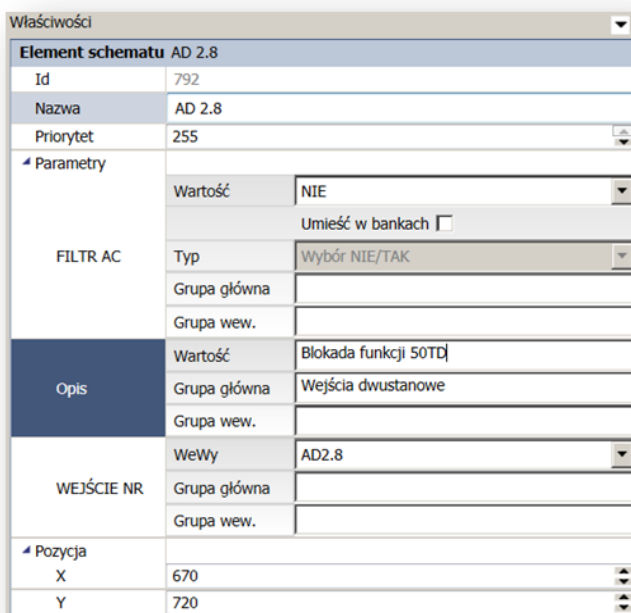 Właściwości
Element schematu AD 2.8
Id 792
Nazwa AD 2.8
Priorytet 255
Parametry
Wartość NIE
Umieść w bankach
FILTR AC Typ Wybór NIE/TAK
Grupa główna
Grupa wew.
Wartość Blokada funkcji 50TD
Opis Grupa główna Wejścia dwustanowe
Grupa wew.
WeWy AD2.8
WEJŚCIE NR Grupa główna
Grupa wew.
Pozycja
X 670
Y 720